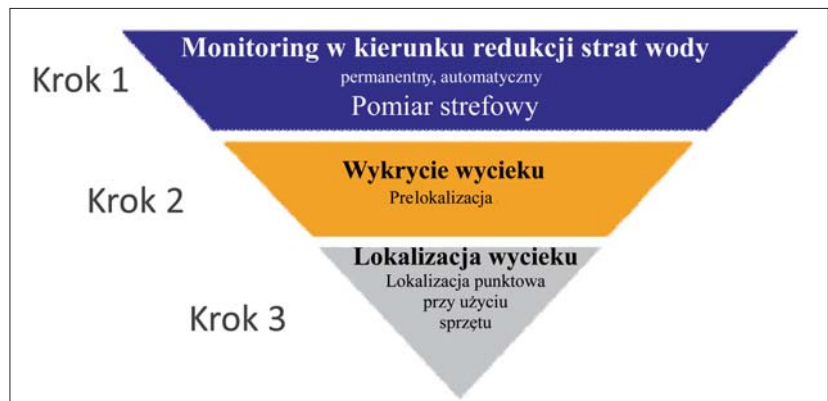 Krok 1
Monitoring w kierunku redukcji strat wody
permanentny, automatyczny
Pomiar strefowy
Krok 2
Wykrycie wycieku
Prelokalizacja
Krok 3
Lokalizacja wycieku
Lokalizacja punktowa
przy użyciu
sprzętu